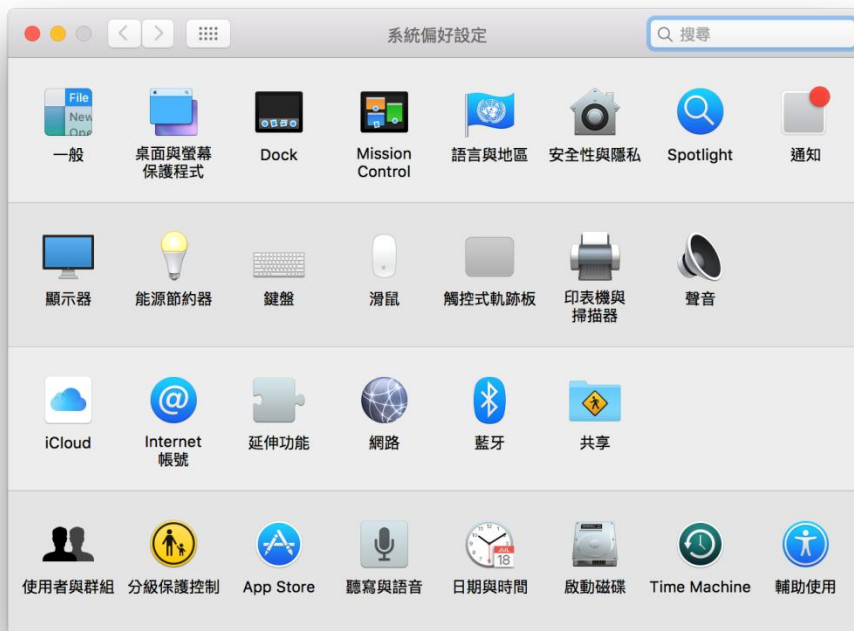 系統偏好設定
搜尋
File
New
Ope
一般
桌面與螢幕
保護程式
Dock
Mission
Control
語言與地區
安全性與隱私
Spotlight
通知
顯示器
能源節約器
鍵盤
滑鼠
觸控式軌跡板
印表機與
掃描器
聲音
iCloud
@
Internet
帳號
延伸功能
網路
藍牙
共享
使用者與群組
分級保護控制
App Store
聽寫與語音
JUL
18
日期與時間
啟動磁碟
Time Machine
輔助使用